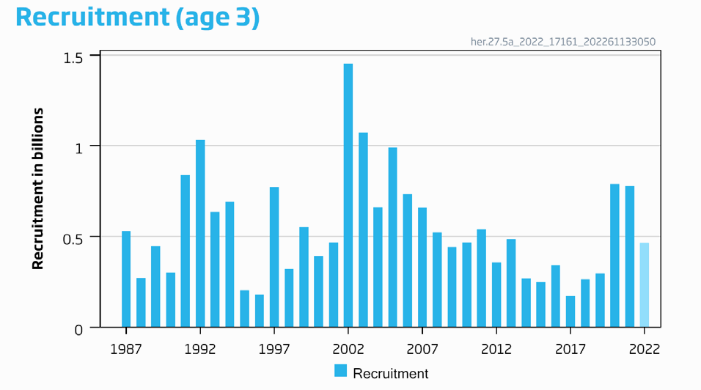 Recruitment (age 3)
her.27.5a_2022_17161_202261133050
Recruitment in billions
1.5
1
0.5
0
1987 1992 1997 2002 2007 2012 2017 2022
Recruitment